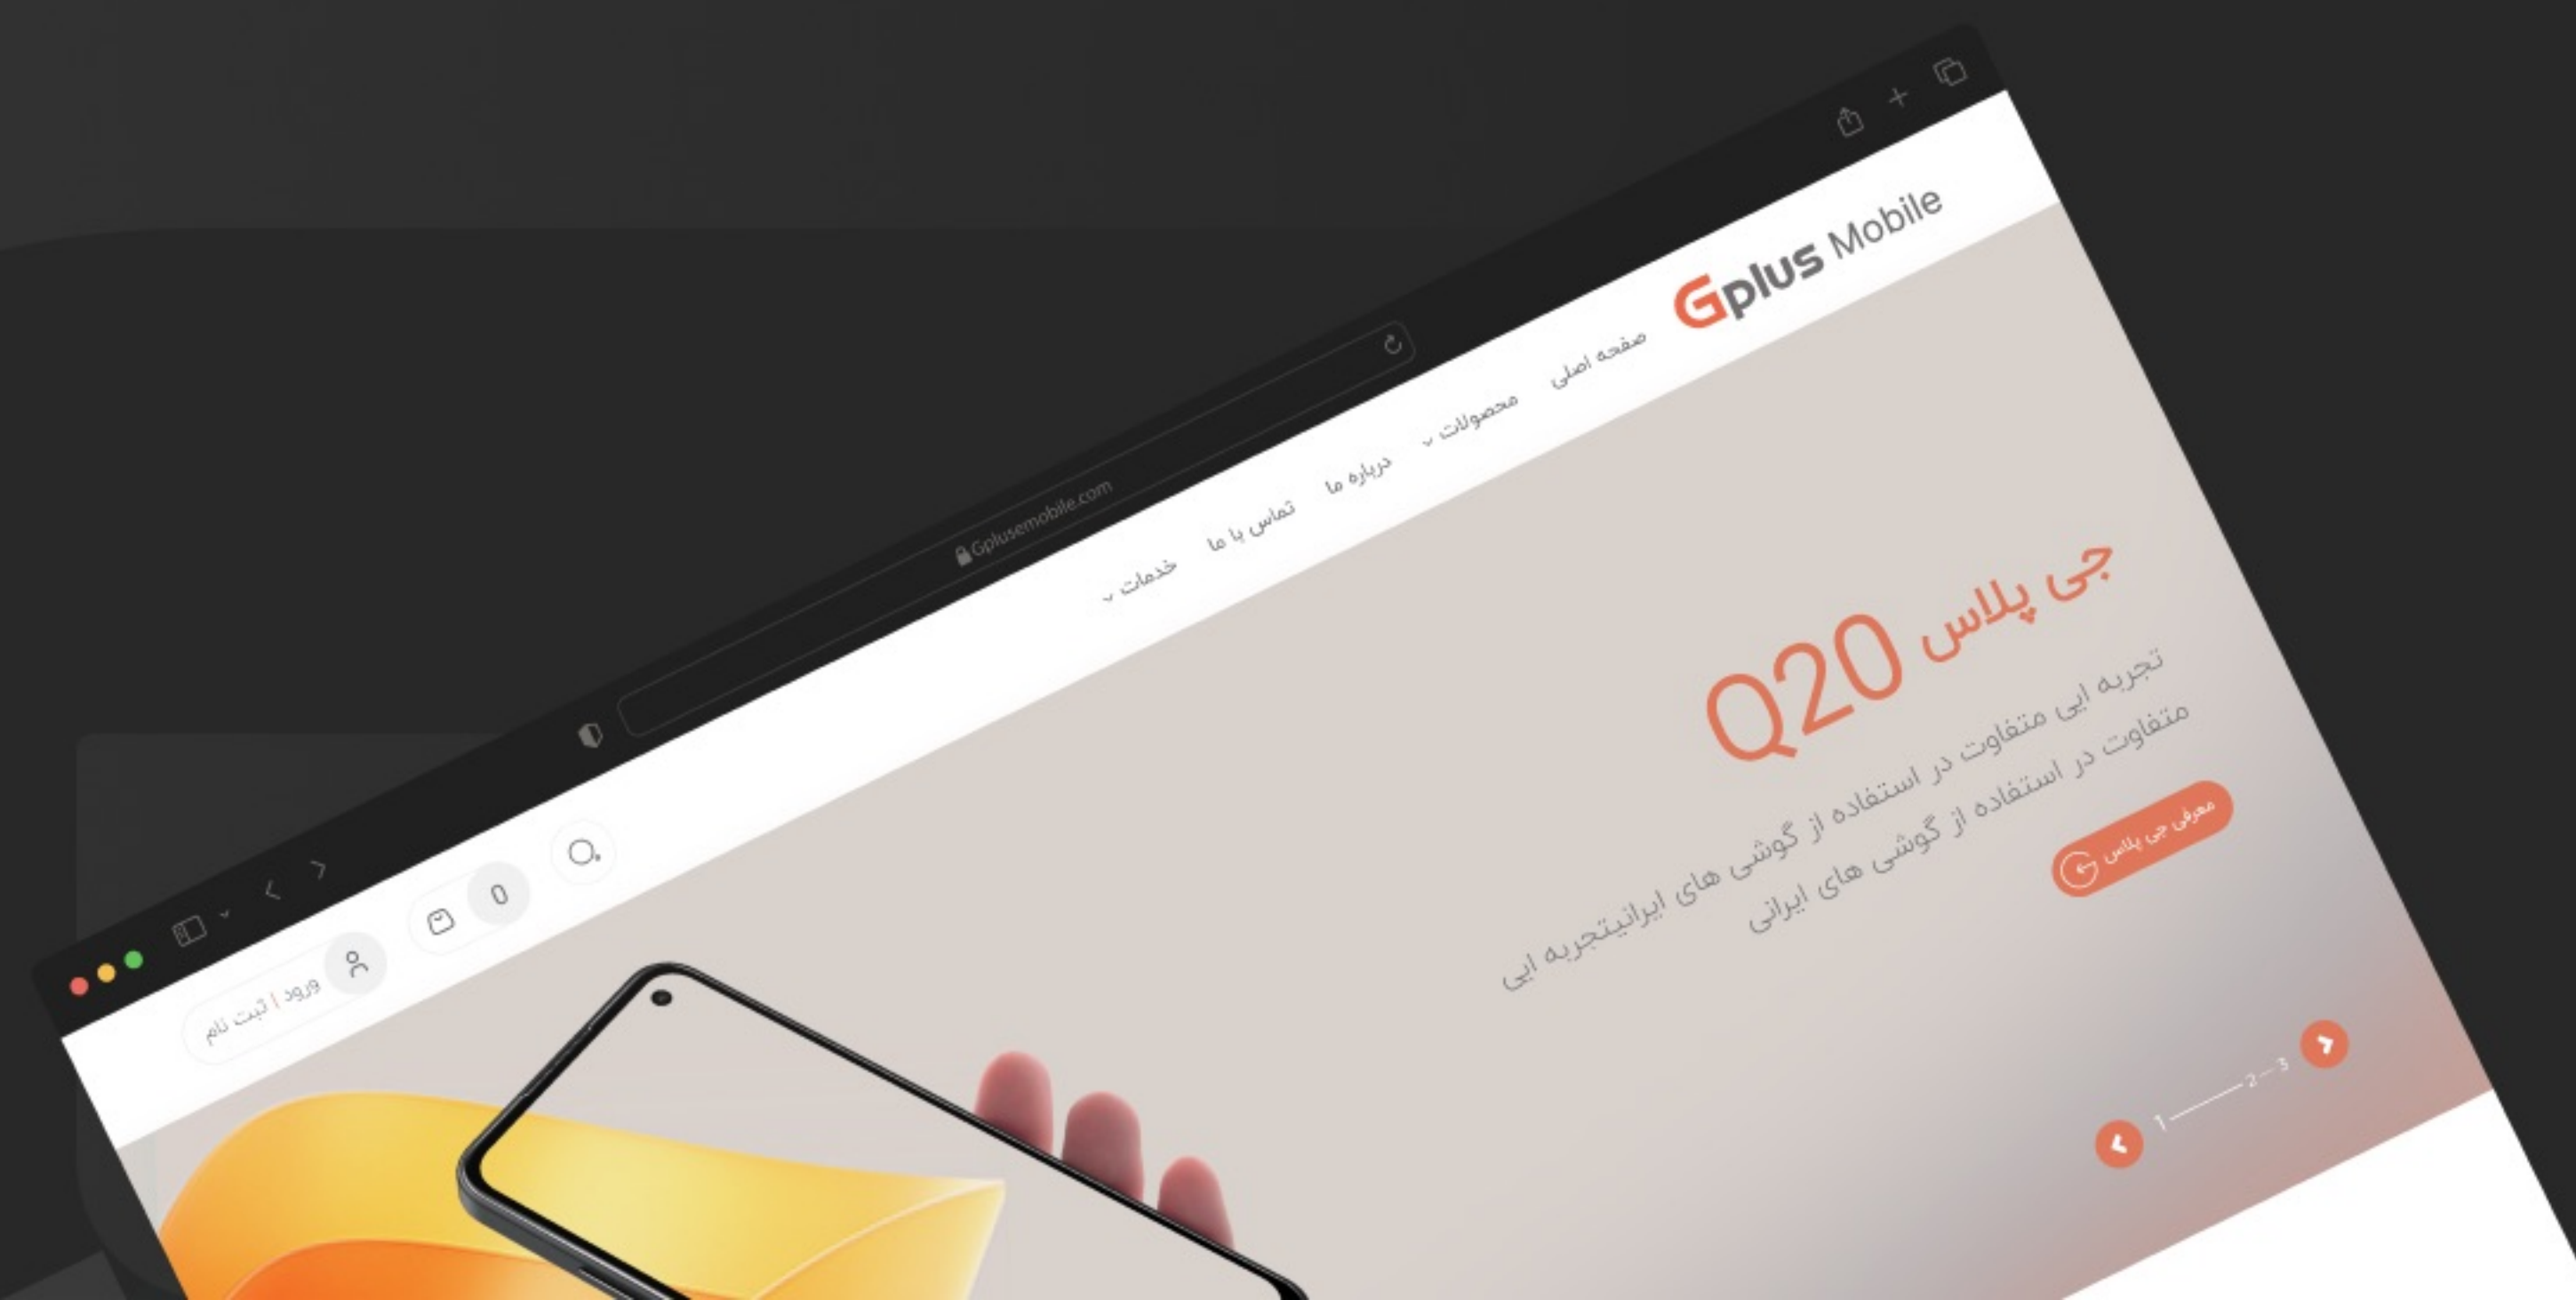 Gplusemobile.com
Gplus Mobile
صفحه اصلی
محصولات
درباره ما
تماس با ما
خدمات
0
ورود | ثبت نام
جی پلاس Q20
تجربه ایی متفاوت در استفاده از گوشی های ایرانیتجربه ایی
متفاوت در استفاده از گوشی های ایرانی
معرفی جی پلاس
1 2 3